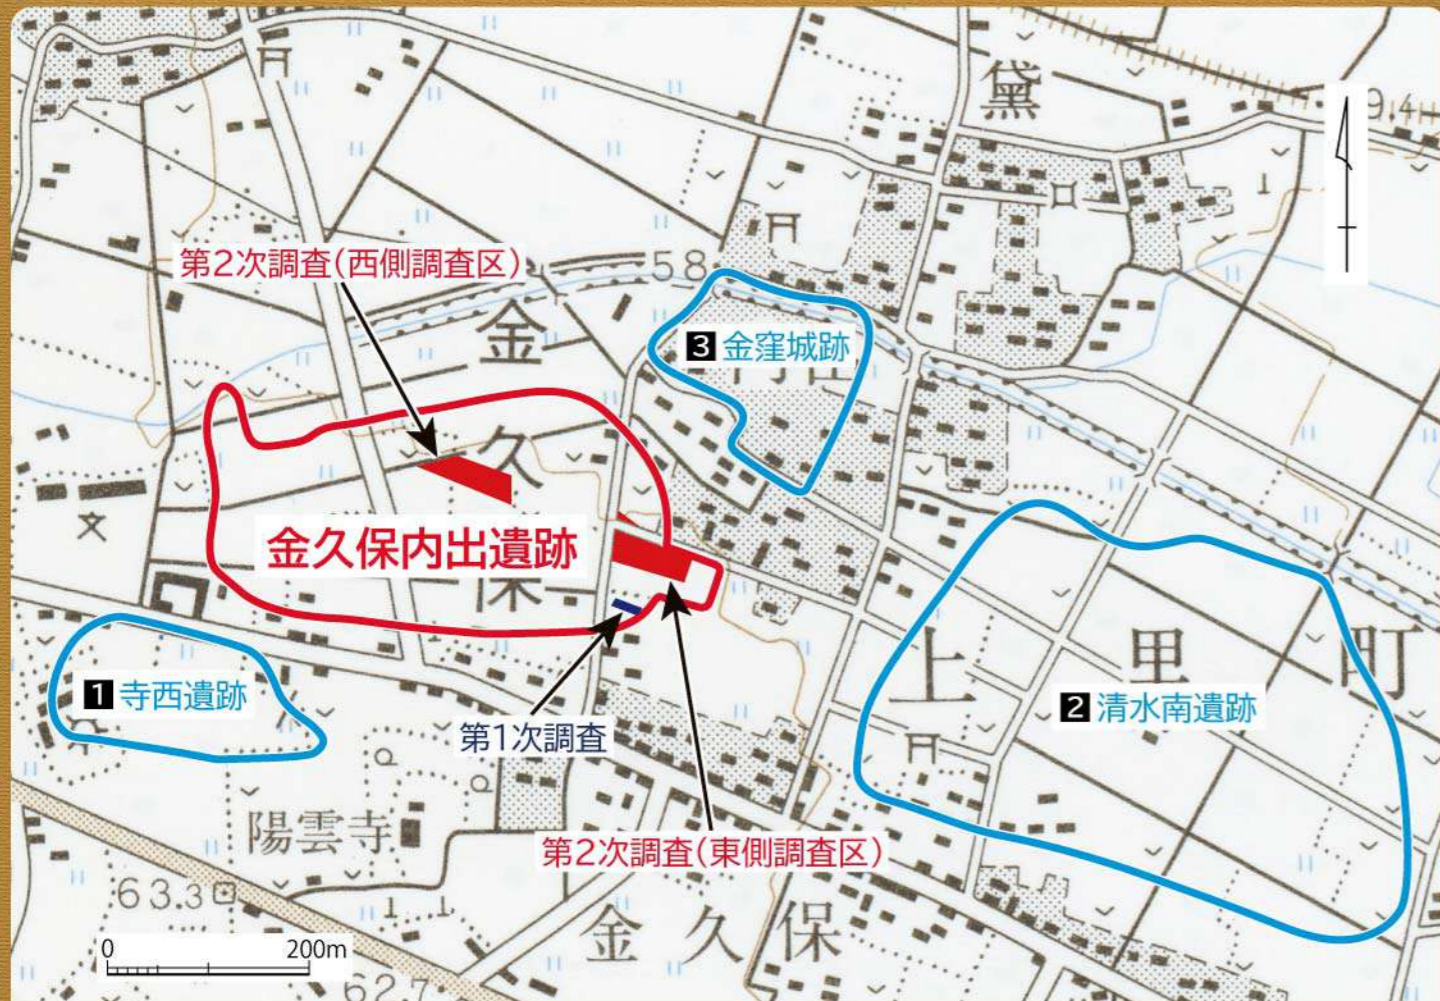 黛
9.4
第2次調査(西側調査区)
58
金
3 金窪城跡
久
金久保内出遺跡
保
上
里
町
1 寺西遺跡
2 清水南遺跡
第1次調査
陽雲寺
第2次調査(東側調査区)
63.3
金久保
0
200m
62.7